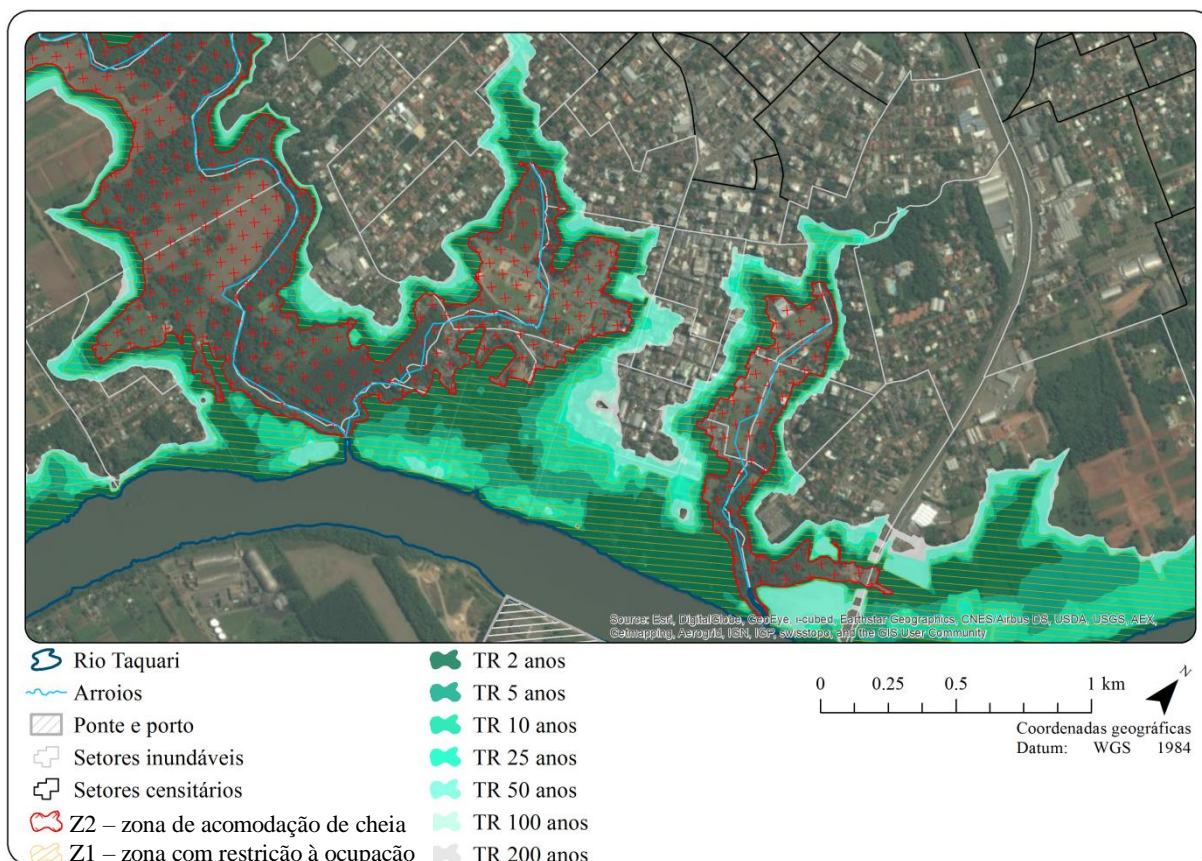 Source: Esri, DigitalGlobe, GeoEye, i-cubed, Earthstar Geographics, CNES/Airbus DS, USDA, USGS, AEX,
Getmapping, Aerogrid, IGN, IGP, swisstopo, and the GIS User Community
Rio Taquari
Arroios
Ponte e porto
Setores inundáveis
Setores censitários
Z2 – zona de acomodação de cheia
Z1 – zona com restrição à ocupação
TR 2 anos
TR 5 anos
TR 10 anos
TR 25 anos
TR 50 anos
TR 100 anos
TR 200 anos
0 0.25 0.5 1 km
N
Coordenadas geográficas
Datum: WGS 1984